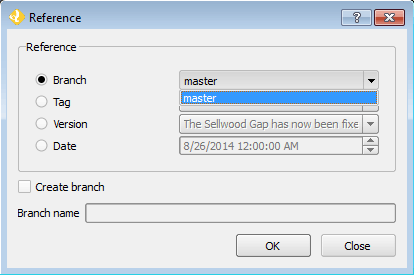 Reference
Reference
Branch
master
master
Tag
Version
The Sellwood Gap has now been fixe
Date
8/26/2014 12:00:00 AM
Create branch
Branch name
OK
Close